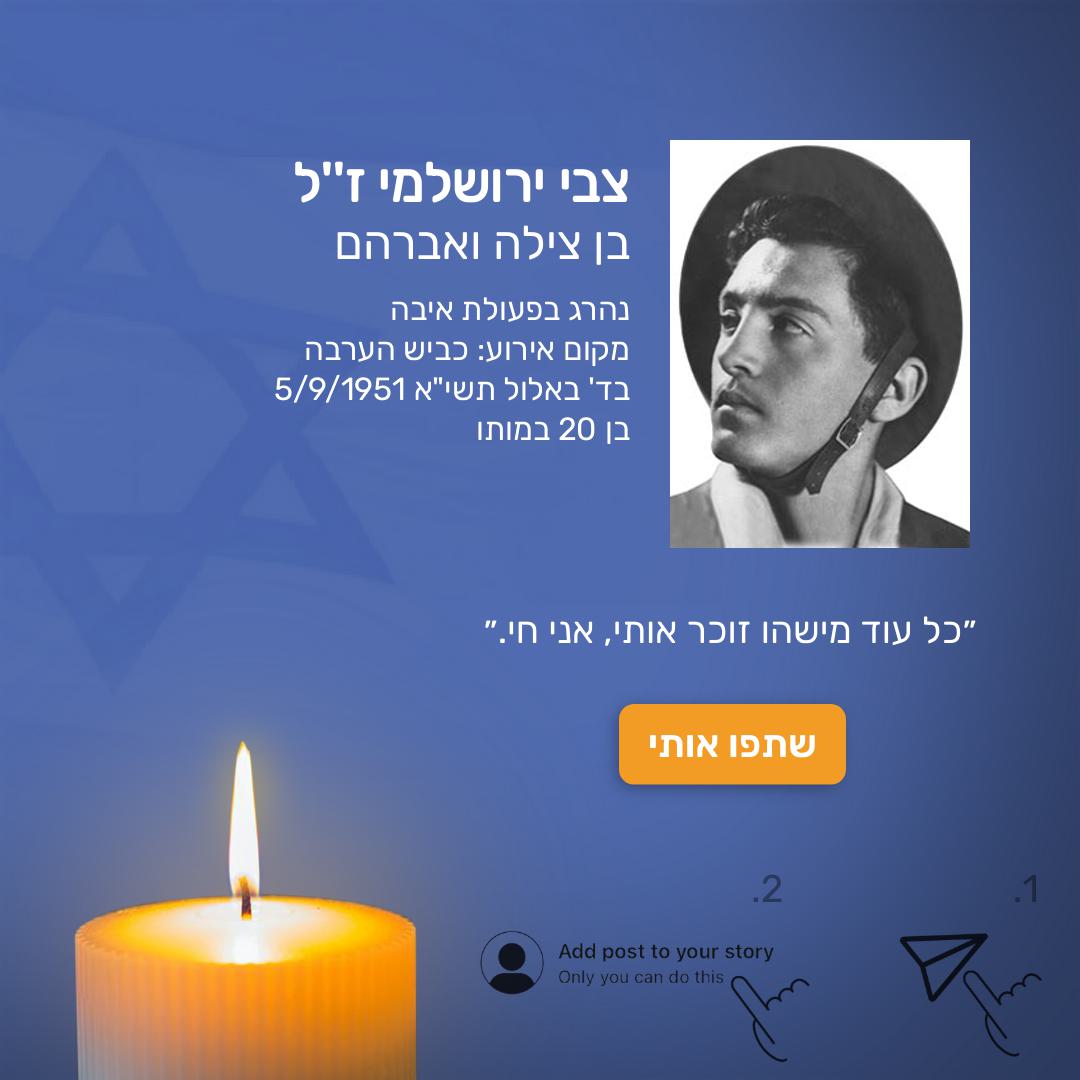 צבי ירושלמי ז"ל
בן צילה ואברהם
נהרג בפעולת איבה
מקום אירוע: כביש הערבה
בד' באלול תשי"א 5/9/1951
בן 20 במותו
״כל עוד מישהו זוכר אותי, אני חי.״
שתפו אותי
1.
2.
Add post to your story
Only you can do this